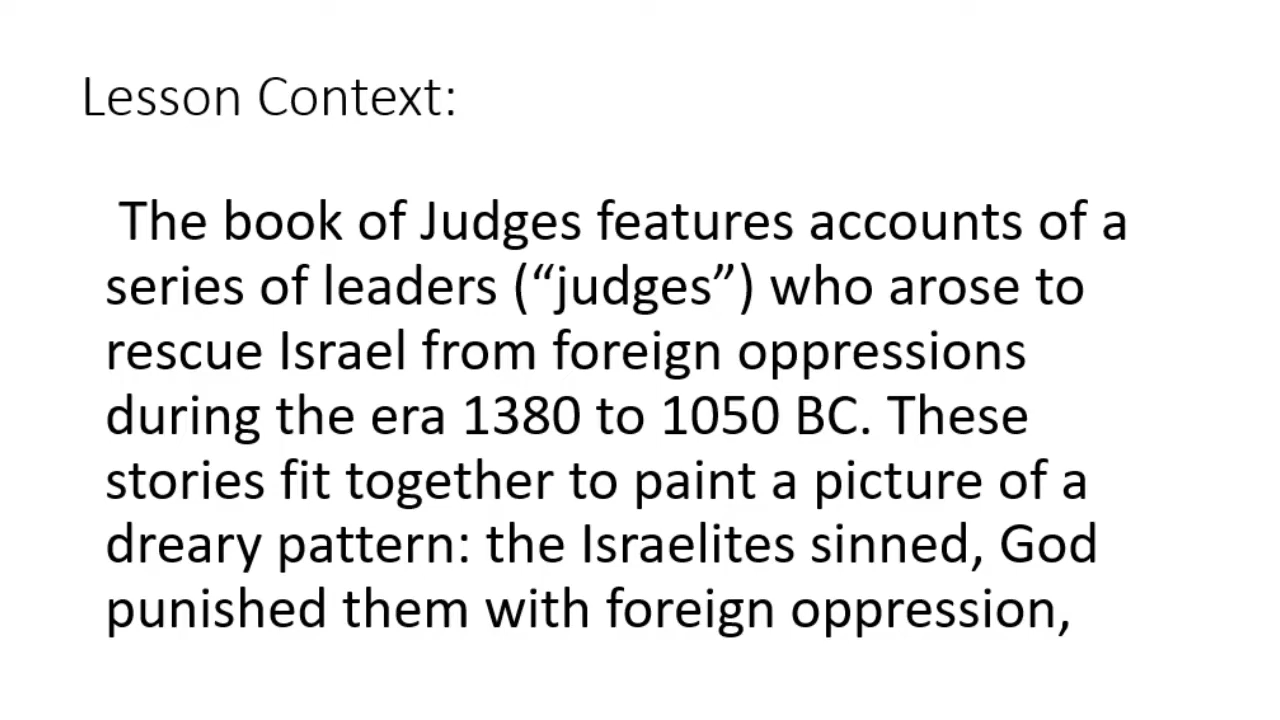 Lesson Context:
The book of Judges features accounts of a
series of leaders (“judges”) who arose to
rescue Israel from foreign oppressions
during the era 1380 to 1050 BC. These
stories fit together to paint a picture of a
dreary pattern: the Israelites sinned, God
punished them with foreign oppression,